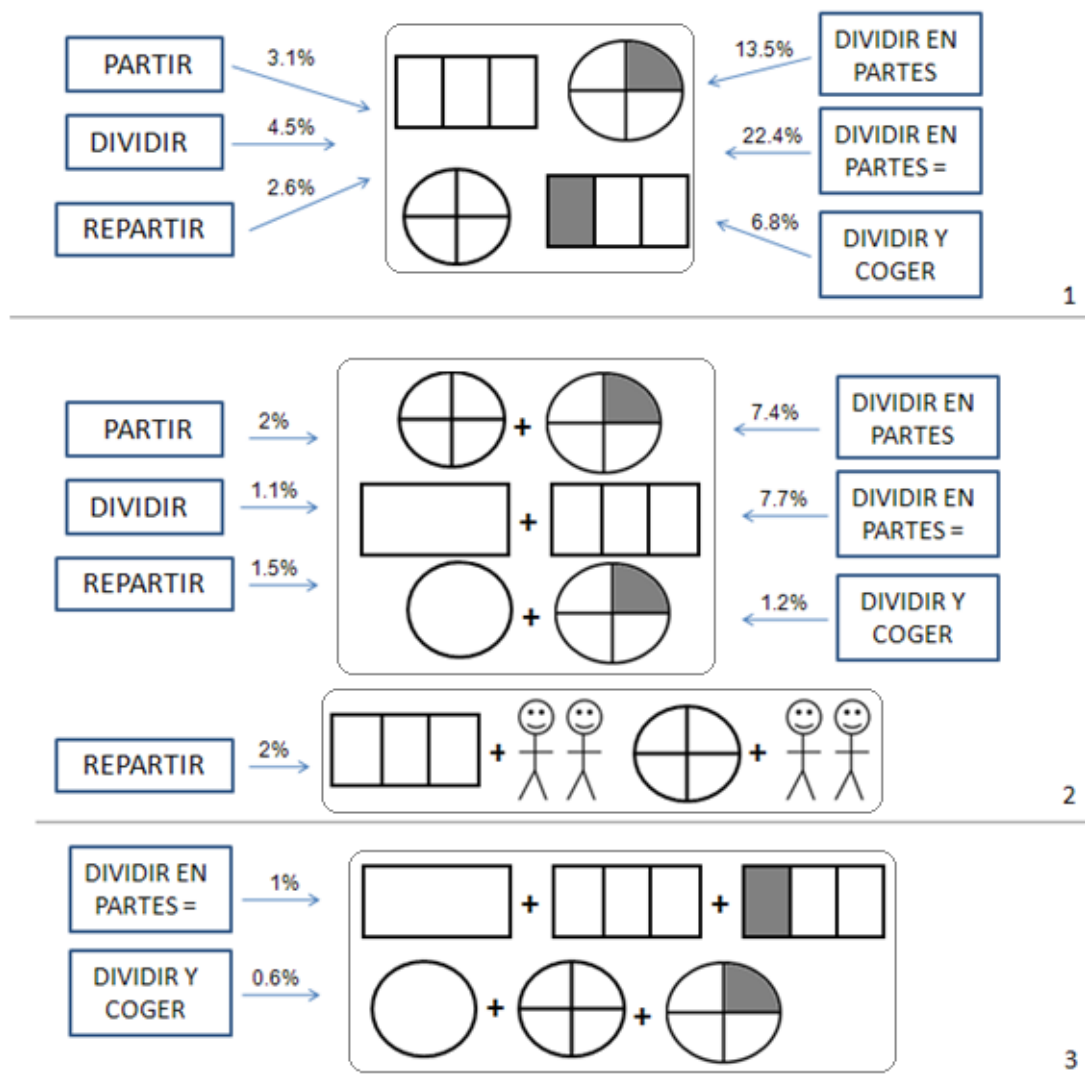 PARTIR
3.1%
DIVIDIR
4.5%
REPARTIR
2.6%
13.5%
DIVIDIR EN
PARTES
22.4%
DIVIDIR EN
PARTES =
6.8%
DIVIDIR Y
COGER
1
PARTIR
2%
DIVIDIR
1.1%
REPARTIR
1.5%
+
+
+
7.4%
DIVIDIR EN
PARTES
7.7%
DIVIDIR EN
PARTES =
1.2%
DIVIDIR Y
COGER
REPARTIR
2%
+
+
2
DIVIDIR EN
PARTES =
1%
+ +
DIVIDIR Y
COGER
0.6%
+ +
3